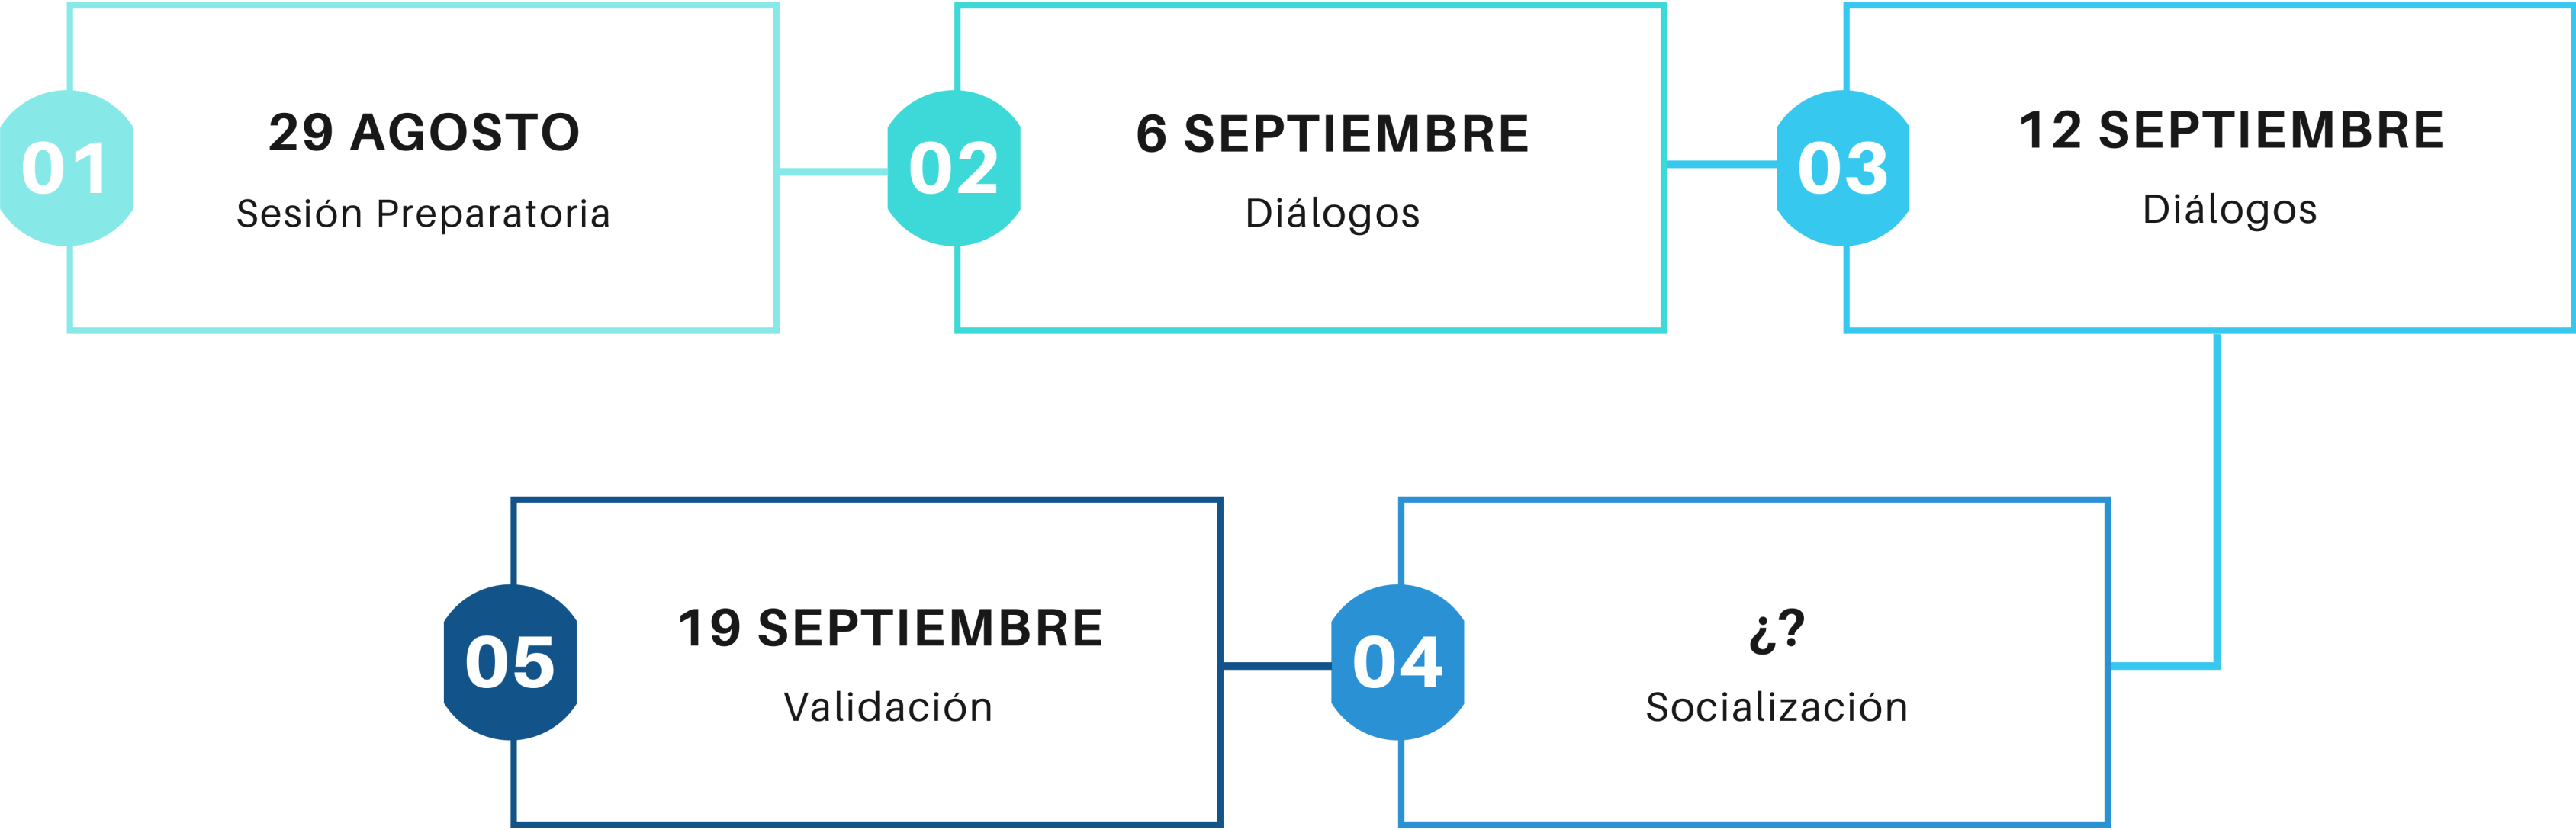 01
29 AGOSTO
Sesión Preparatoria
02
6 SEPTIEMBRE
Diálogos
03
12 SEPTIEMBRE
Diálogos
04
¿?
Socialización
05
19 SEPTIEMBRE
Validación